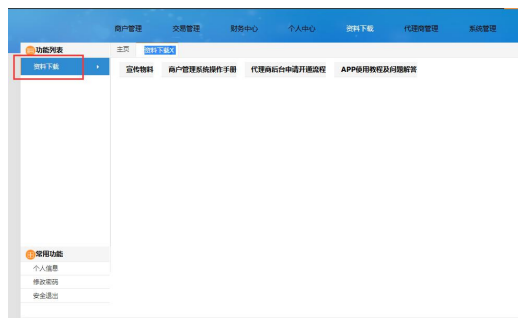 商户管理 交易管理 财务中心 个人中心 资料下载 代理商管理 系统管理
功能列表
主页 资料下载X
资料下载
宣传物料 商户管理系统操作手册 代理商后台申请开通流程 APP使用教程及问题解答
常用功能
个人信息
修改密码
安全退出